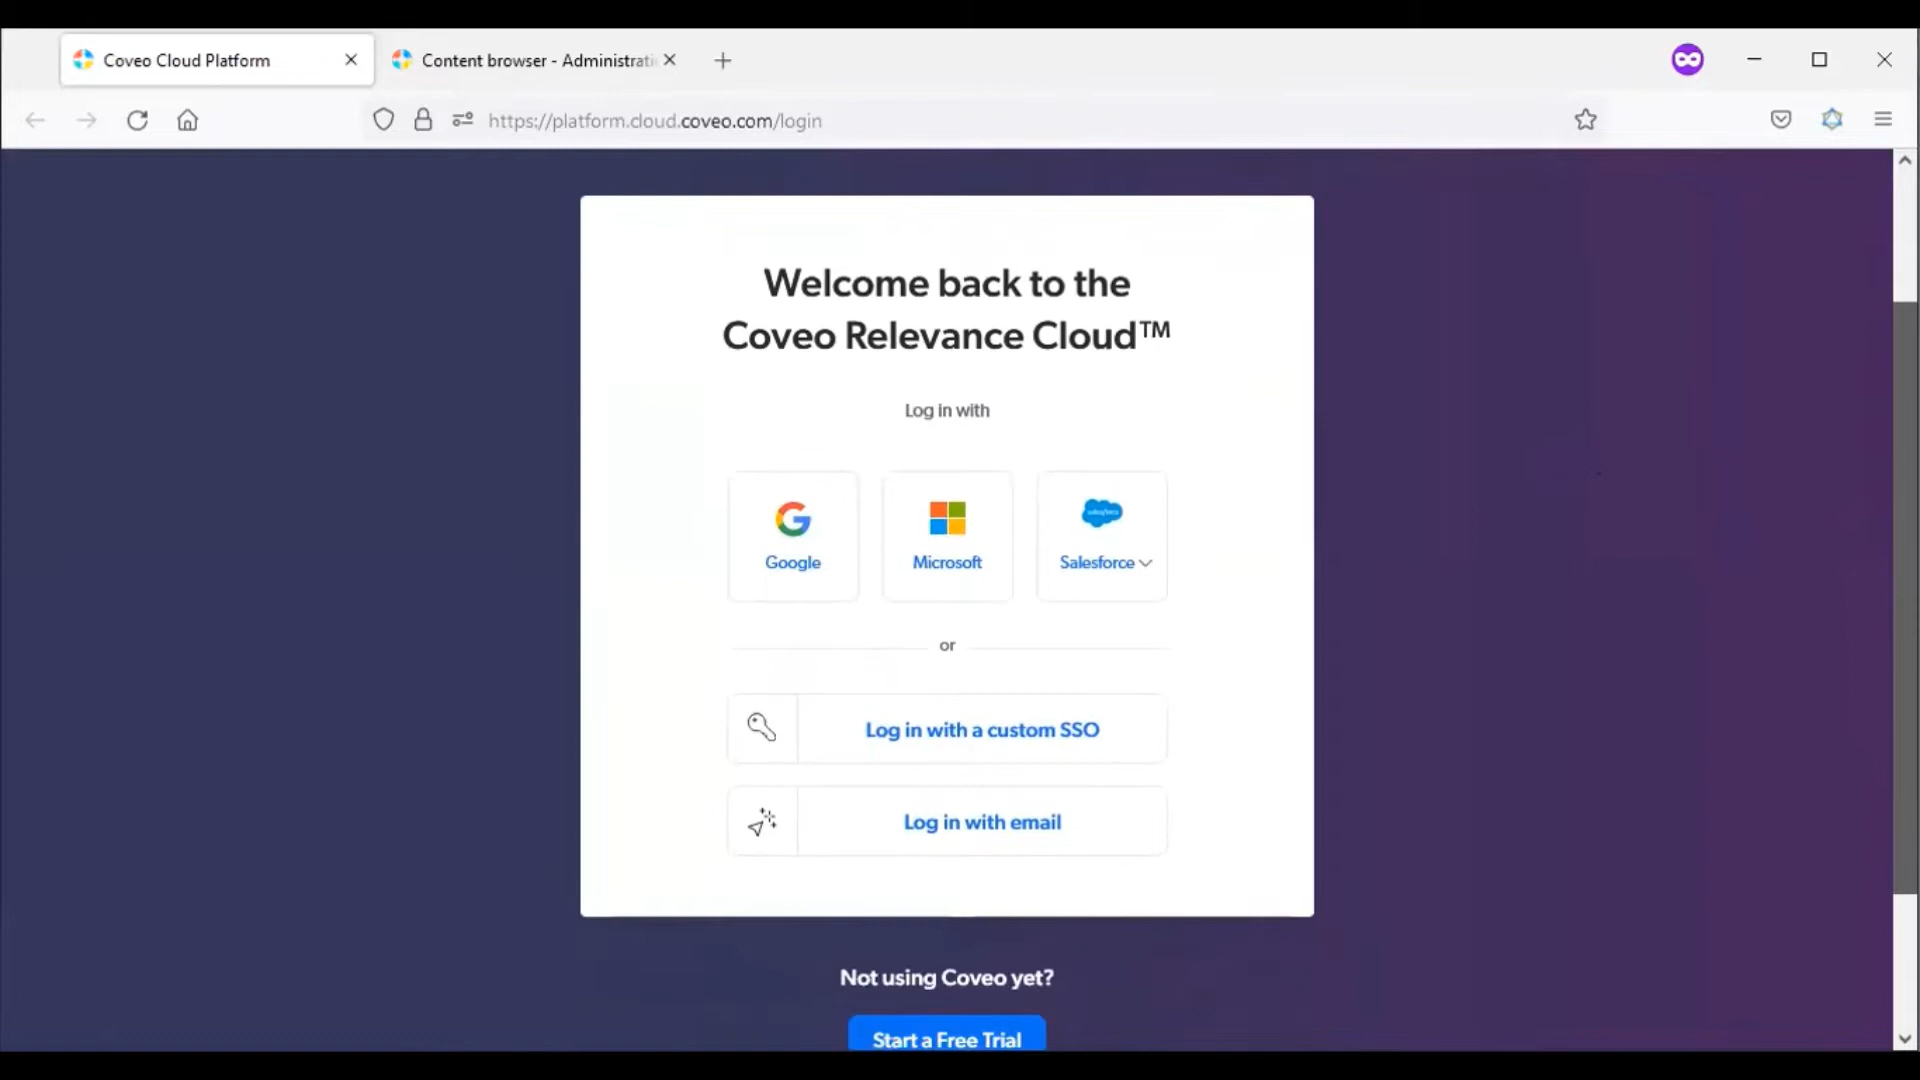 Coveo Cloud Platform
Content browser - Administrati
https://platform.cloud.coveo.com/login
Welcome back to the
Coveo Relevance Cloud™
Log in with
Google
Microsoft
salesforce
Salesforce
or
Log in with a custom SSO
Log in with email
Not using Coveo yet?
Start a Free Trial